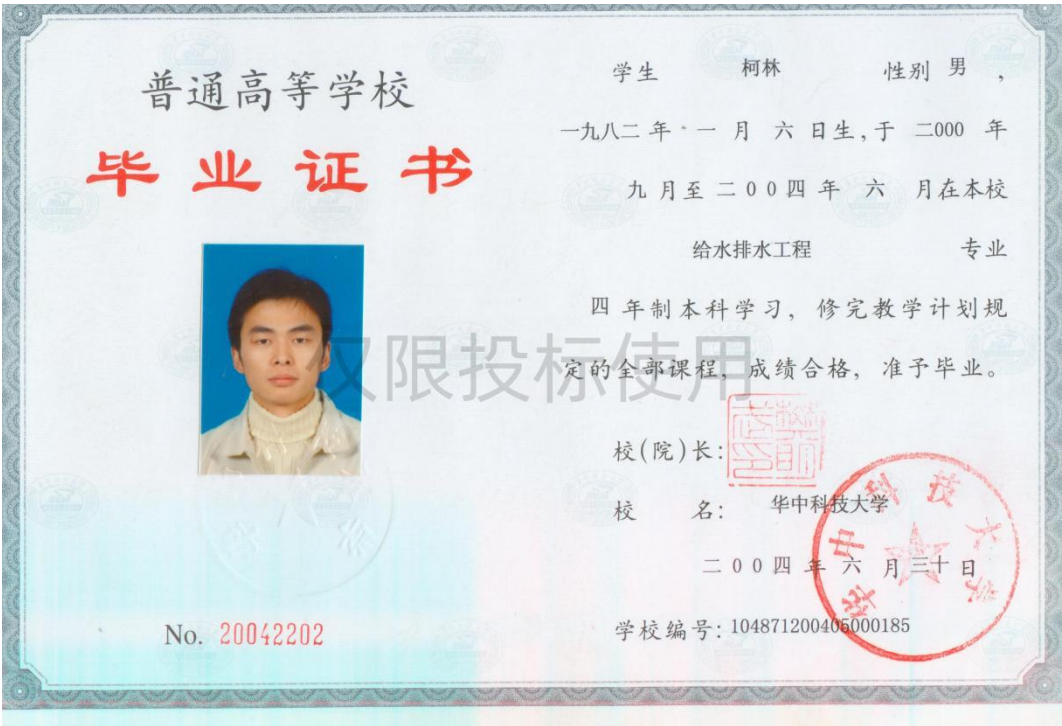 普通高等学校
毕业证书
No. 20042202
学生 柯林 性别 男 ,
一九八二 年 一 月 六 日生,于 二000 年
九 月至 二 0 0 四 年 六 月在本校
给水排水工程 专业
四 年制本科学习, 修完教学计划规
定的全部课程, 成绩合格, 准予毕业。
校(院)长:
校 名: 华中科技大学
二 0 0 四 年 六 月 三十 日
学校编号: 104871200405000185
华中科技大学
仅限投标使用